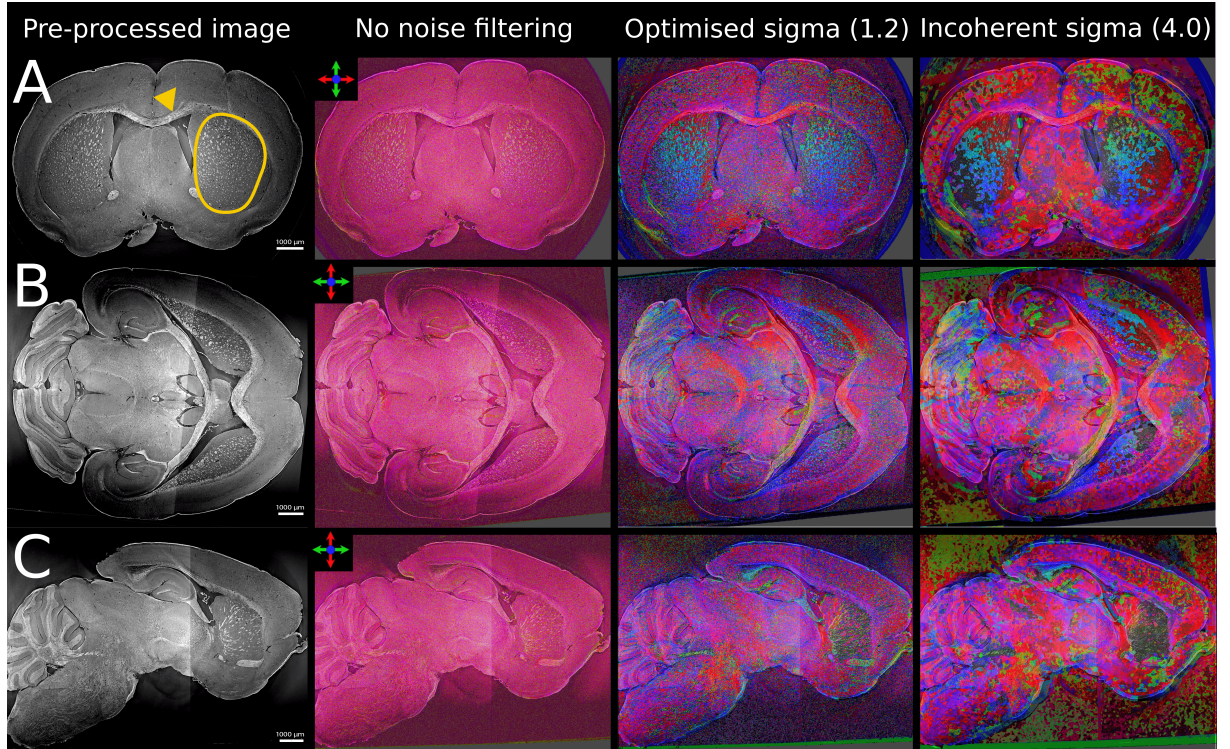 Pre-processed image
No noise filtering
Optimised sigma (1.2)
Incoherent sigma (4.0)
A
1000 µm
B
1000 µm
C
1000 µm